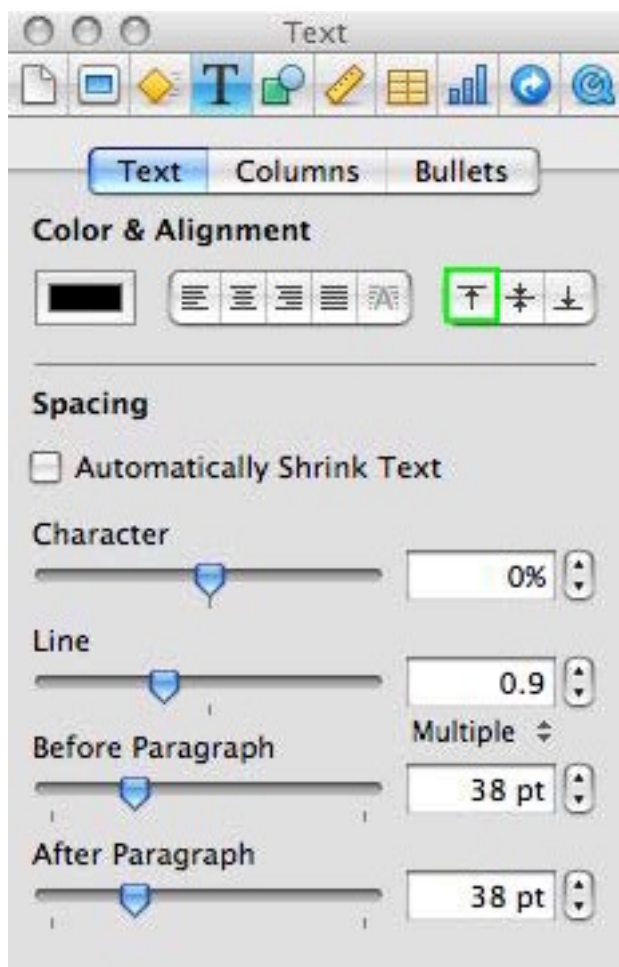 Text
T
Text Columns Bullets
Color & Alignment
A
Spacing
Automatically Shrink Text
Character
0%
Line
0.9
Multiple
Before Paragraph
38 pt
After Paragraph
38 pt